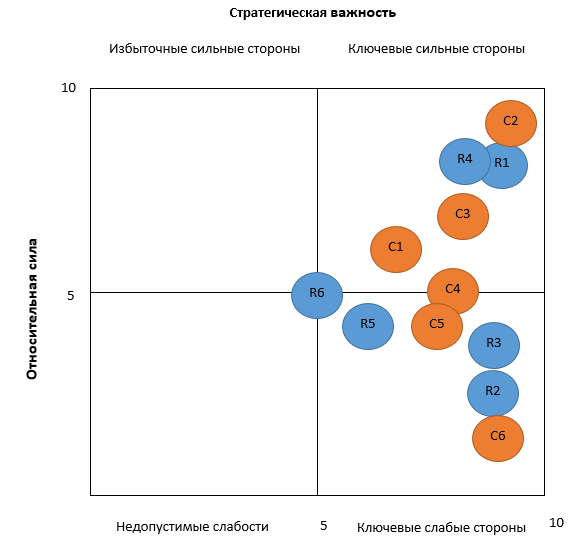 Стратегическая важность
Избыточные сильные стороны
Ключевые сильные стороны
10
C2
R4
R1
C3
C1
Относительная сила
5
R6
C4
R5
C5
R3
R2
C6
Недопустимые слабости
5
Ключевые слабые стороны
10